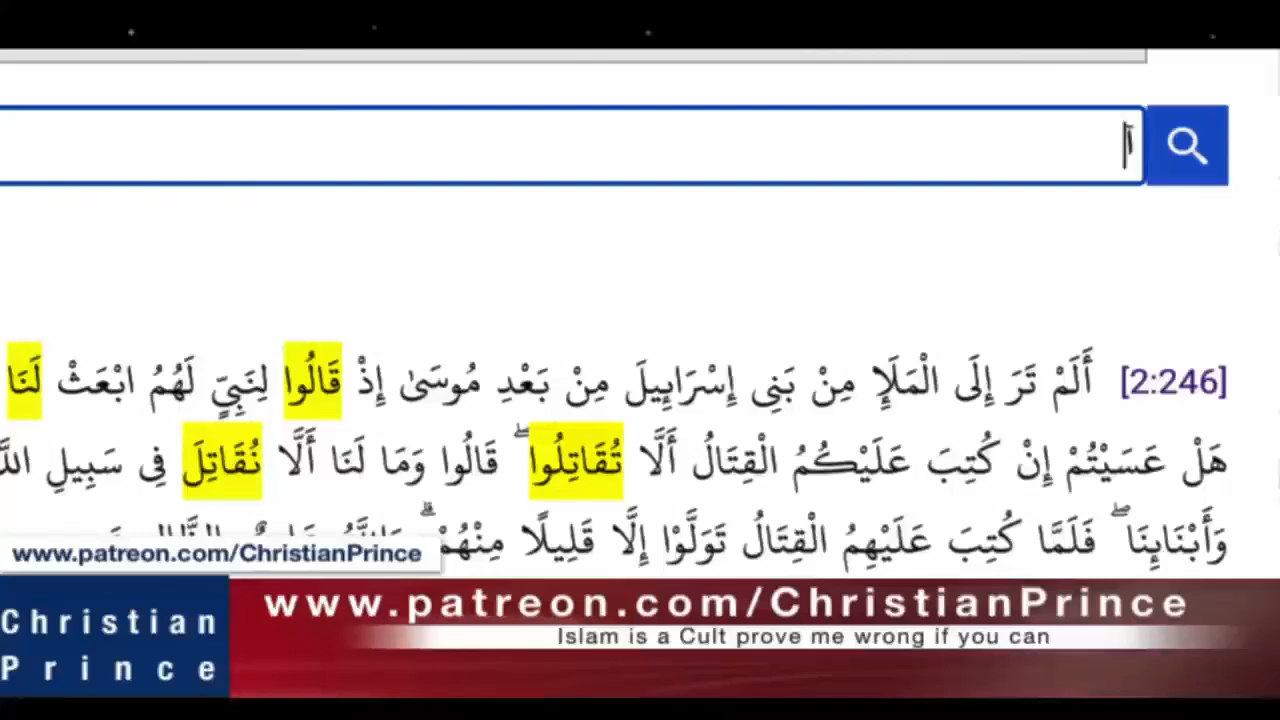 آ
[2:246] أَلَمْ تَرَ إِلَى الْمَلَإِ مِنْ بَنِى إِسْرَايِيلَ مِنْ بَعْدِ مُوسَىٰ إِذْ قَالُوا لِنَبِيٍّ لَهُمُ ابْعَثْ لَنَا
هَلْ عَسَيْتُمْ إِنْ كُتِبَ عَلَيْكُمُ الْقِتَالُ أَلَّا تُقَاتِلُوا ۖ قَالُوا وَمَا لَنَا أَلَّا نُقَاتِلَ فِى سَبِيلِ
وَأَبْنَايِنَا ۖ فَلَمَّا كُتِبَ عَلَيْهِمُ الْقِتَالُ تَوَلَّوْا إِلَّا قَلِيلًا مِنْهُمْ ۗ
www.patreon.com/ChristianPrince
www.patreon.com/ChristianPrince
Islam is a Cult prove me wrong if you can
Christian
Prince